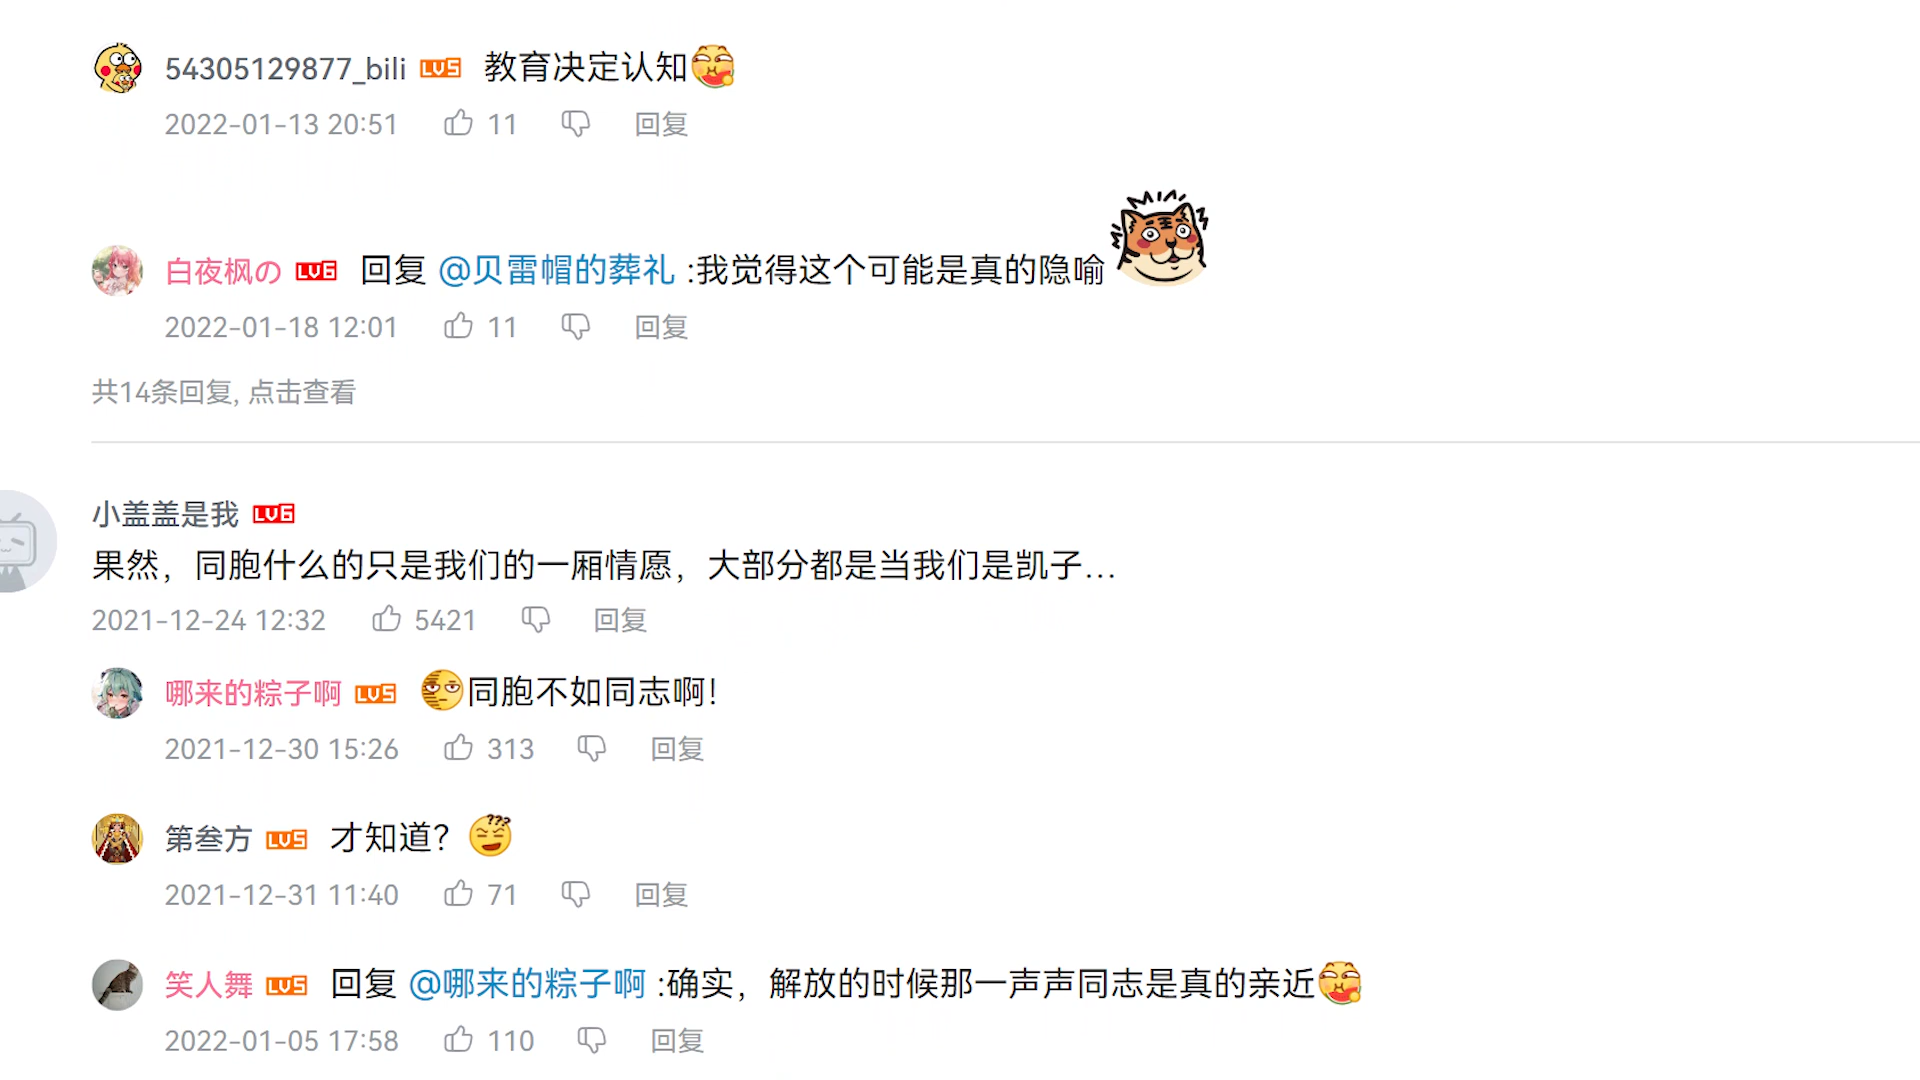 54305129877_bili LV5 教育决定认知
2022-01-13 20:51 11 回复
白夜枫の LV6 回复 @贝雷帽的葬礼 :我觉得这个可能是真的隐喻
2022-01-18 12:01 11 回复
共14条回复, 点击查看
小盖盖是我 LV6
果然，同胞什么的只是我们的一厢情愿，大部分都是当我们是凯子...
2021-12-24 12:32 5421 回复
哪来的粽子啊 LV5 同胞不如同志啊！
2021-12-30 15:26 313 回复
第叁方 LV5 才知道？ ???
2021-12-31 11:40 71 回复
笑人舞 LV5 回复 @哪来的粽子啊 :确实，解放的时候那一声声同志是真的亲近
2022-01-05 17:58 110 回复